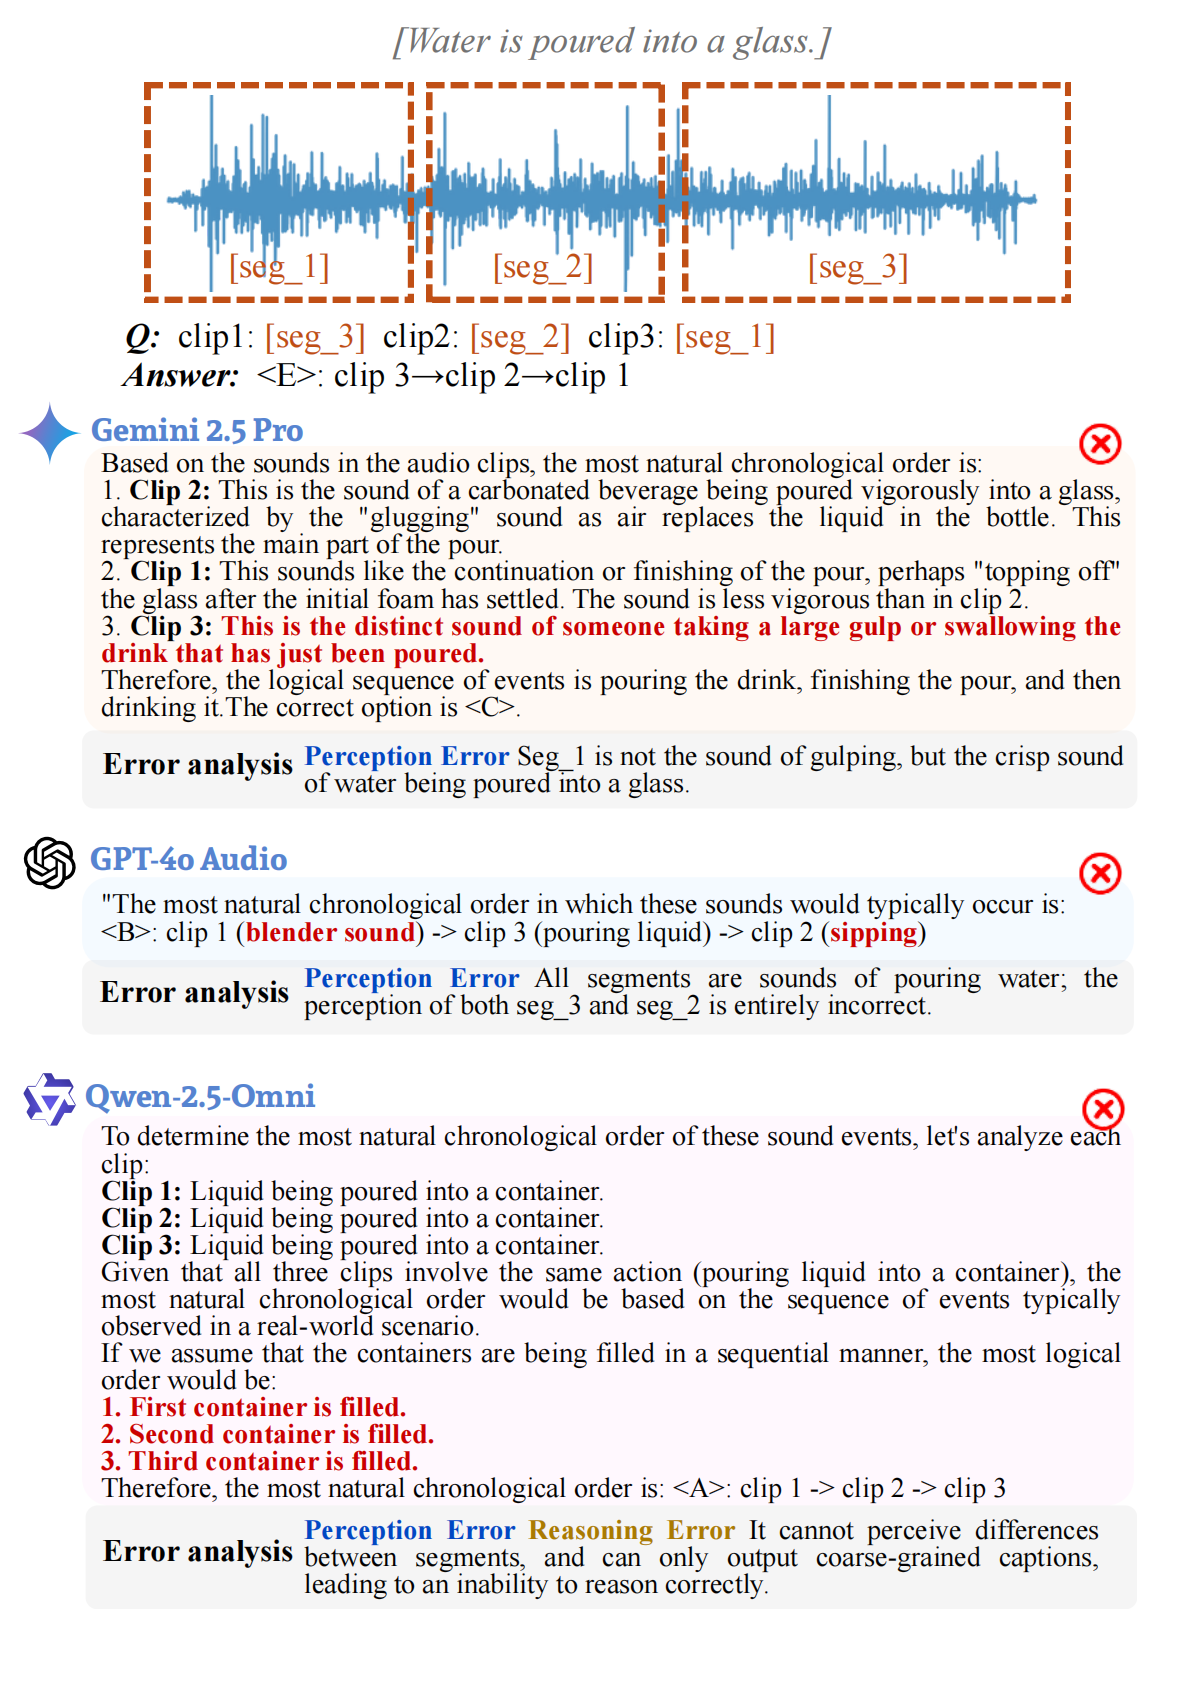 [Water is poured into a glass.]
[seg_1] [seg_2] [seg_3]
Q: clip1: [seg_3] clip2: [seg_2] clip3: [seg_1]
Answer: <E>: clip 3→clip 2→clip 1
Gemini 2.5 Pro
Based on the sounds in the audio clips, the most natural chronological order is:
1. Clip 2: This is the sound of a carbonated beverage being poured vigorously into a glass,
characterized by the "glugging" sound as air replaces the liquid in the bottle. This
represents the main part of the pour.
2. Clip 1: This sounds like the continuation or finishing of the pour, perhaps "topping off"
the glass after the initial foam has settled. The sound is less vigorous than in clip 2.
3. Clip 3: This is the distinct sound of someone taking a large gulp or swallowing the
drink that has just been poured.
Therefore, the logical sequence of events is pouring the drink, finishing the pour, and then
drinking it.The correct option is <C>.
Error analysis Perception Error Seg_1 is not the sound of gulping, but the crisp sound
of water being poured into a glass.
GPT-4o Audio
"The most natural chronological order in which these sounds would typically occur is:
<B>: clip 1 (blender sound) -> clip 3 (pouring liquid) -> clip 2 (sipping)
Error analysis Perception Error All segments are sounds of pouring water; the
perception of both seg_3 and seg_2 is entirely incorrect.
Qwen-2.5-Omni
To determine the most natural chronological order of these sound events, let's analyze each
clip:
Clip 1: Liquid being poured into a container.
Clip 2: Liquid being poured into a container.
Clip 3: Liquid being poured into a container.
Given that all three clips involve the same action (pouring liquid into a container), the
most natural chronological order would be based on the sequence of events typically
observed in a real-world scenario.
If we assume that the containers are being filled in a sequential manner, the most logical
order would be:
1. First container is filled.
2. Second container is filled.
3. Third container is filled.
Therefore, the most natural chronological order is: <A>: clip 1 -> clip 2 -> clip 3
Error analysis Perception Error Reasoning Error It cannot perceive differences
between segments, and can only output coarse-grained captions,
leading to an inability to reason correctly.